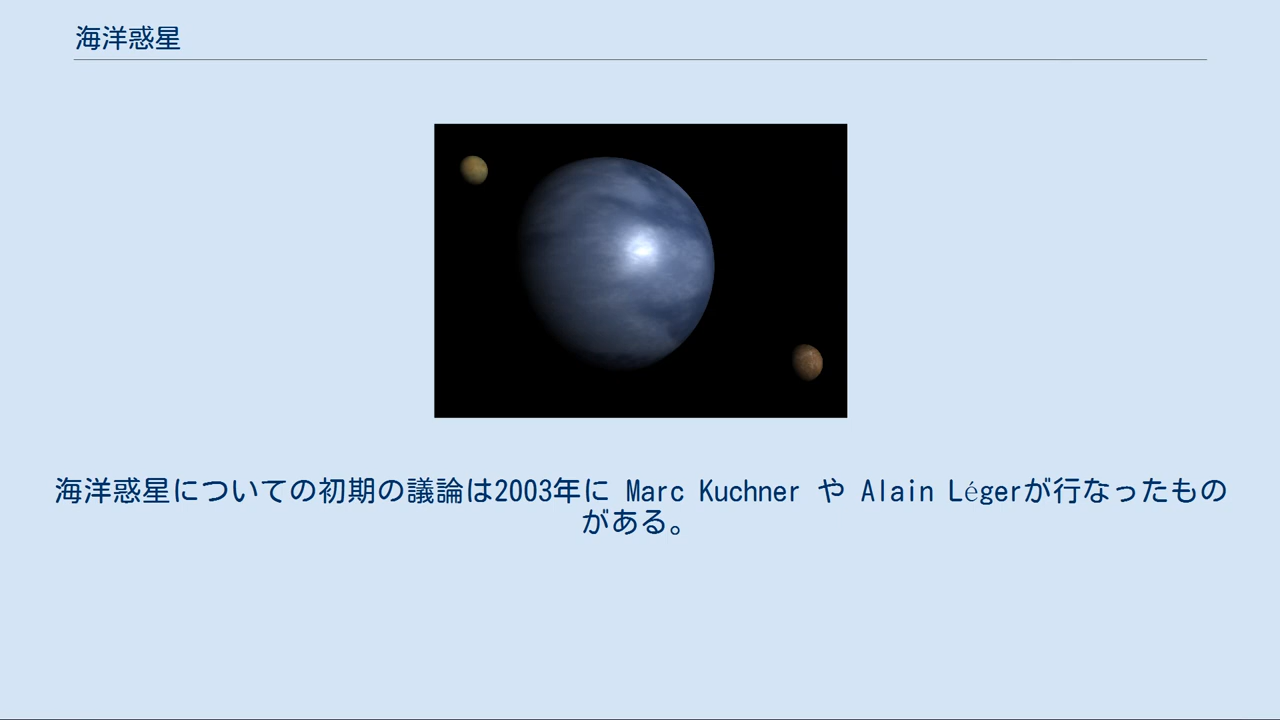 海洋惑星
海洋惑星についての初期の議論は2003年に Marc Kuchner や Alain Légerが行なったもの
がある。